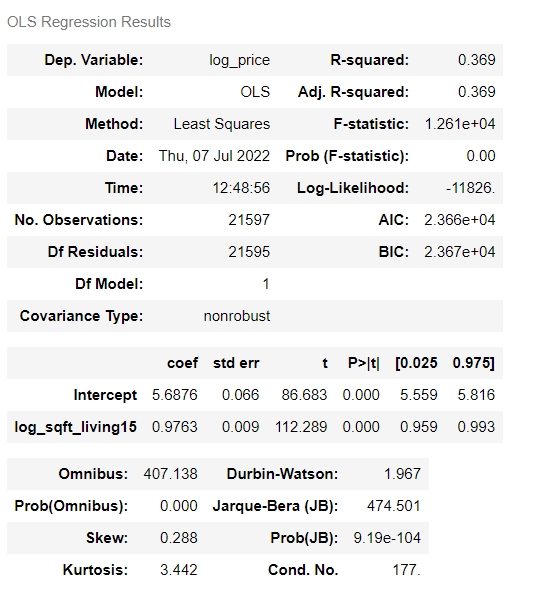 OLS Regression Results
Dep. Variable: log_price R-squared: 0.369
Model: OLS Adj. R-squared: 0.369
Method: Least Squares F-statistic: 1.261e+04
Date: Thu, 07 Jul 2022 Prob (F-statistic): 0.00
Time: 12:48:56 Log-Likelihood: -11826.
No. Observations: 21597 AIC: 2.366e+04
Df Residuals: 21595 BIC: 2.367e+04
Df Model: 1
Covariance Type: nonrobust
coef std err t P>|t| [0.025 0.975]
Intercept 5.6876 0.066 86.683 0.000 5.559 5.816
log_sqft_living15 0.9763 0.009 112.289 0.000 0.959 0.993
Omnibus: 407.138 Durbin-Watson: 1.967
Prob(Omnibus): 0.000 Jarque-Bera (JB): 474.501
Skew: 0.288 Prob(JB): 9.19e-104
Kurtosis: 3.442 Cond. No. 177.